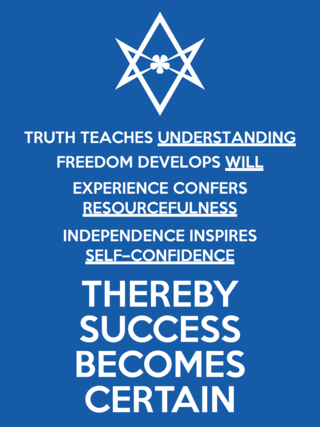 TRUTH TEACHES UNDERSTANDING
FREEDOM DEVELOPS WILL
EXPERIENCE CONFERS
RESOURCEFULNESS
INDEPENDENCE INSPIRES
SELF-CONFIDENCE
THEREBY
SUCCESS
BECOMES
CERTAIN